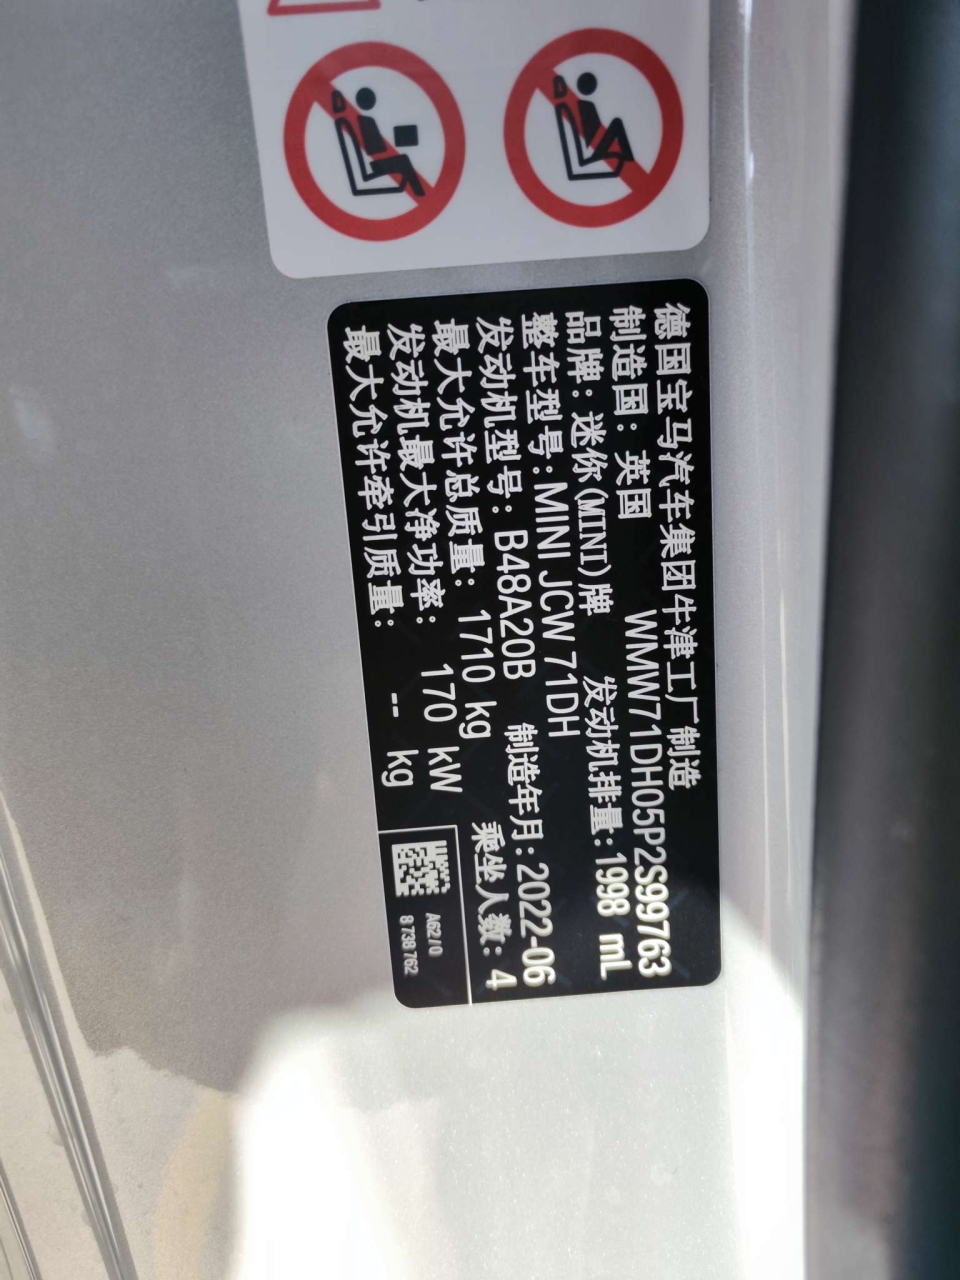 德国宝马汽车集团牛津工厂制造
制造国：英国 WMW71DH05P2S99763
品牌：迷你(MINI)牌 发动机排量：1998 mL
整车型号：MINI JCW 71DH 制造年月：2022-06
发动机型号：B48A20B 乘坐人数：4
最大允许总质量：1710 kg
发动机最大净功率：170 kW
最大允许牵引质量：-- kg
A62/0
8 738 762